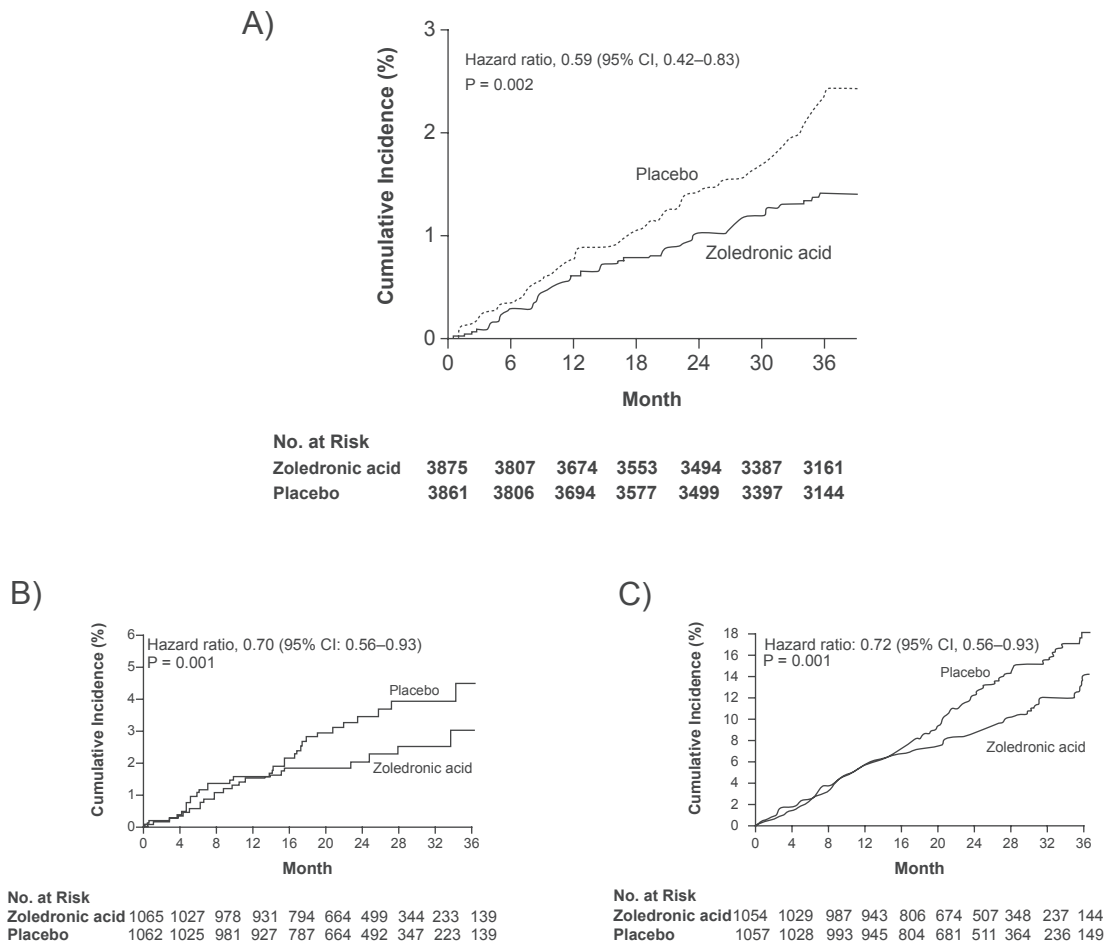 A)
Cumulative Incidence (%)
3
2
1
0
Hazard ratio, 0.59 (95% CI, 0.42–0.83)
P = 0.002
Placebo
Zoledronic acid
0 6 12 18 24 30 36
Month
No. at Risk
Zoledronic acid 3875 3807 3674 3553 3494 3387 3161
Placebo 3861 3806 3694 3577 3499 3397 3144
B)
Cumulative Incidence (%)
6
5
4
3
2
1
0
Hazard ratio, 0.70 (95% CI: 0.56–0.93)
P = 0.001
Placebo
Zoledronic acid
0 4 8 12 16 20 24 28 32 36
Month
No. at Risk
Zoledronic acid 1065 1027 978 931 794 664 499 344 233 139
Placebo 1062 1025 981 927 787 664 492 347 223 139
C)
Cumulative Incidence (%)
18
16
14
12
10
8
6
4
2
0
Hazard ratio: 0.72 (95% CI, 0.56–0.93)
P = 0.001
Placebo
Zoledronic acid
0 4 8 12 16 20 24 28 32 36
Month
No. at Risk
Zoledronic acid 1054 1029 987 943 806 674 507 348 237 144
Placebo 1057 1028 993 945 804 681 511 364 236 149